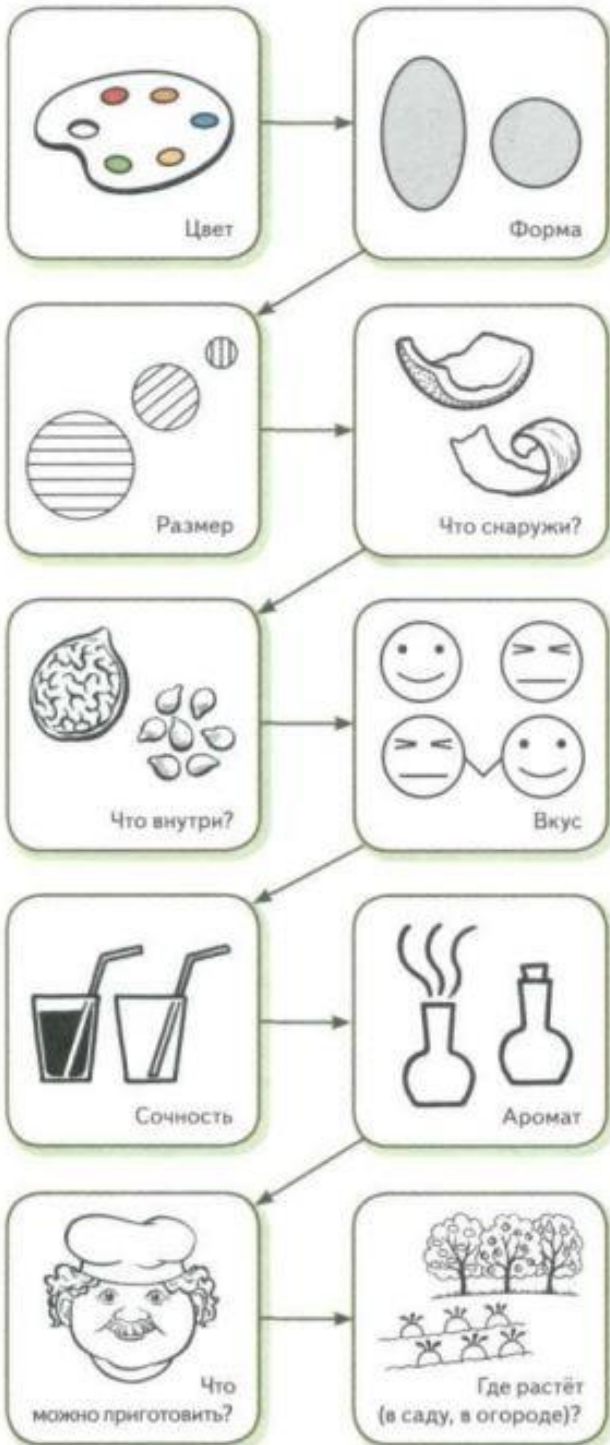 Цвет
Форма
Размер
Что снаружи?
Что внутри?
Вкус
Сочность
Аромат
Что
можно приготовить?
Где растёт
(в саду, в огороде)?